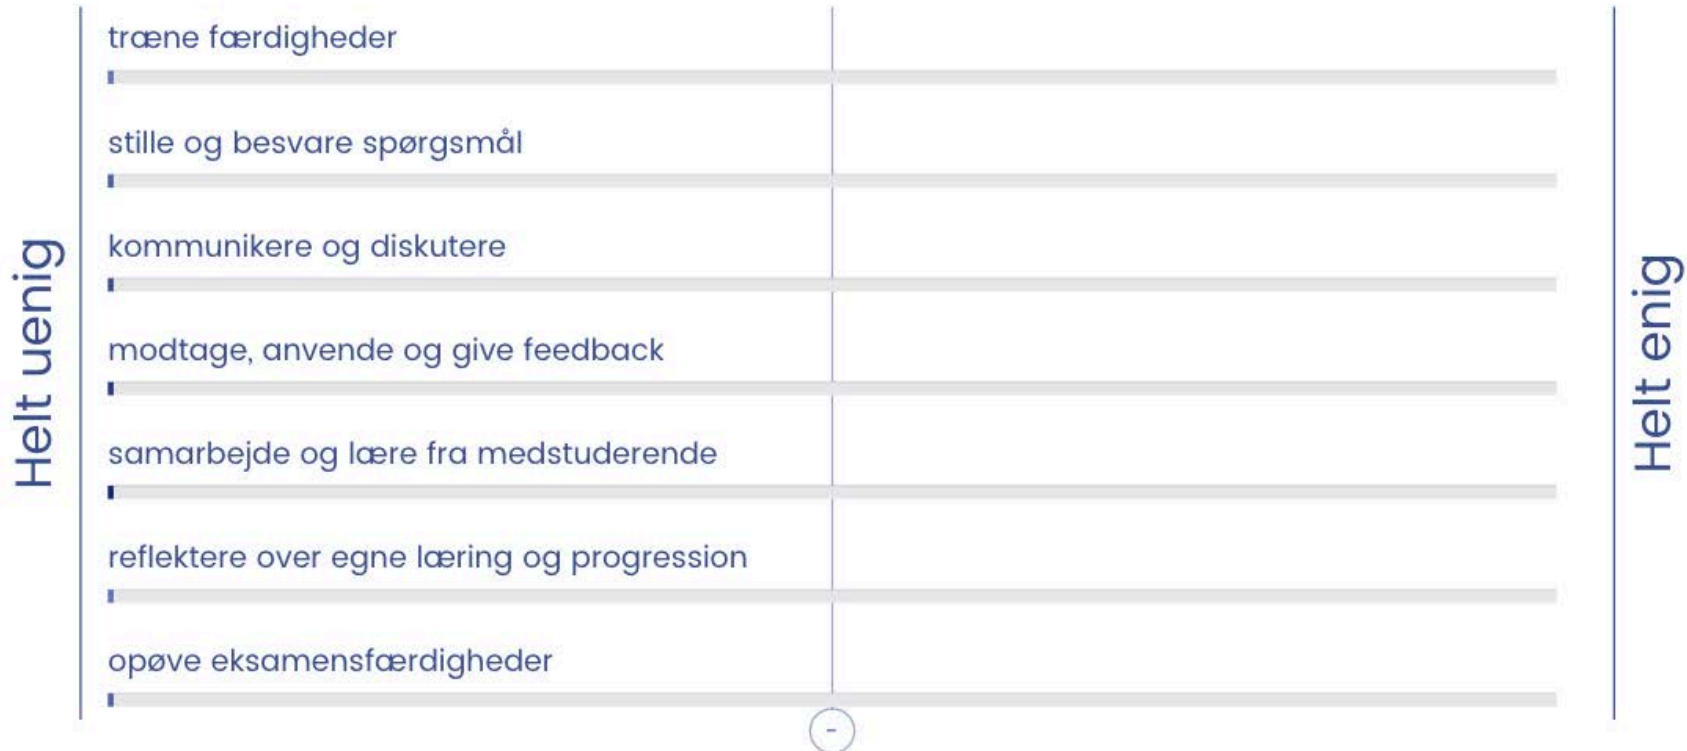 træne færdigheder
stille og besvare spørgsmål
kommunikere og diskutere
modtage, anvende og give feedback
samarbejde og lære fra medstuderende
reflektere over egne læring og progression
opøve eksamensfærdigheder
Helt uenig
Helt enig
-